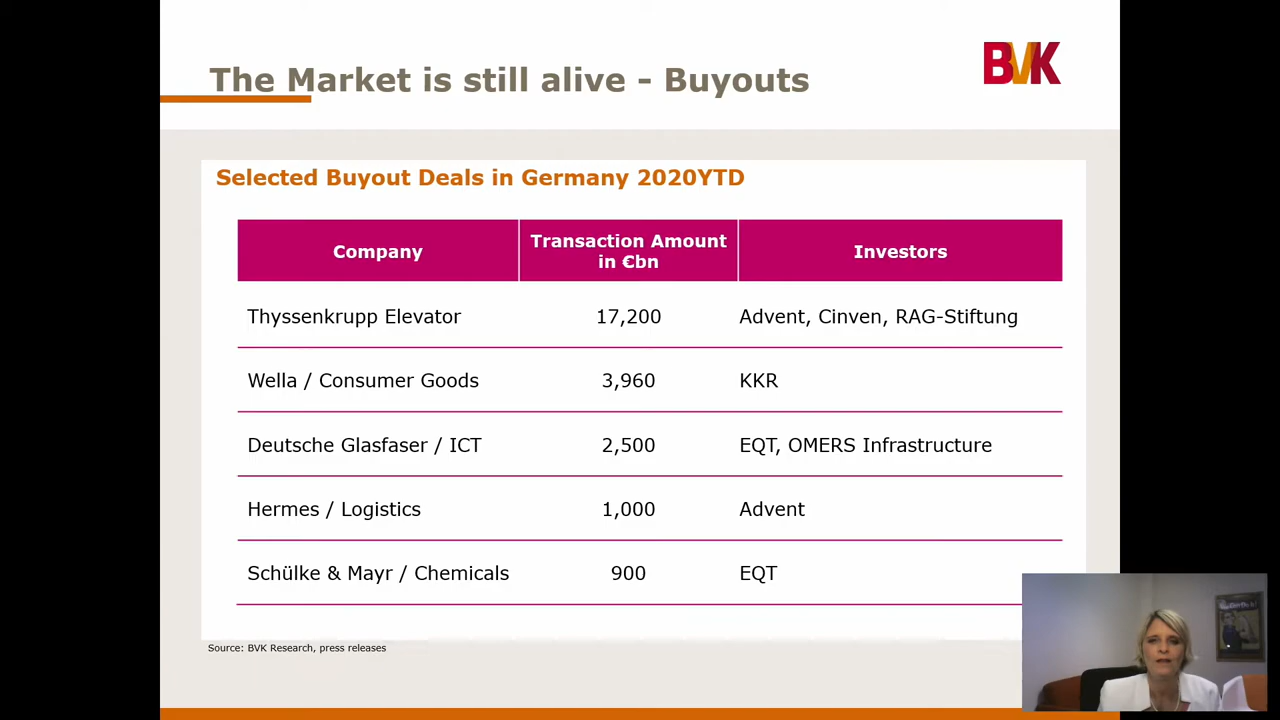 The Market is still alive - Buyouts
BVK
Selected Buyout Deals in Germany 2020YTD
Company
Transaction Amount
in €bn
Investors
Thyssenkrupp Elevator 17,200 Advent, Cinven, RAG-Stiftung
Wella / Consumer Goods 3,960 KKR
Deutsche Glasfaser / ICT 2,500 EQT, OMERS Infrastructure
Hermes / Logistics 1,000 Advent
Schülke & Mayr / Chemicals 900 EQT
Source: BVK Research, press releases